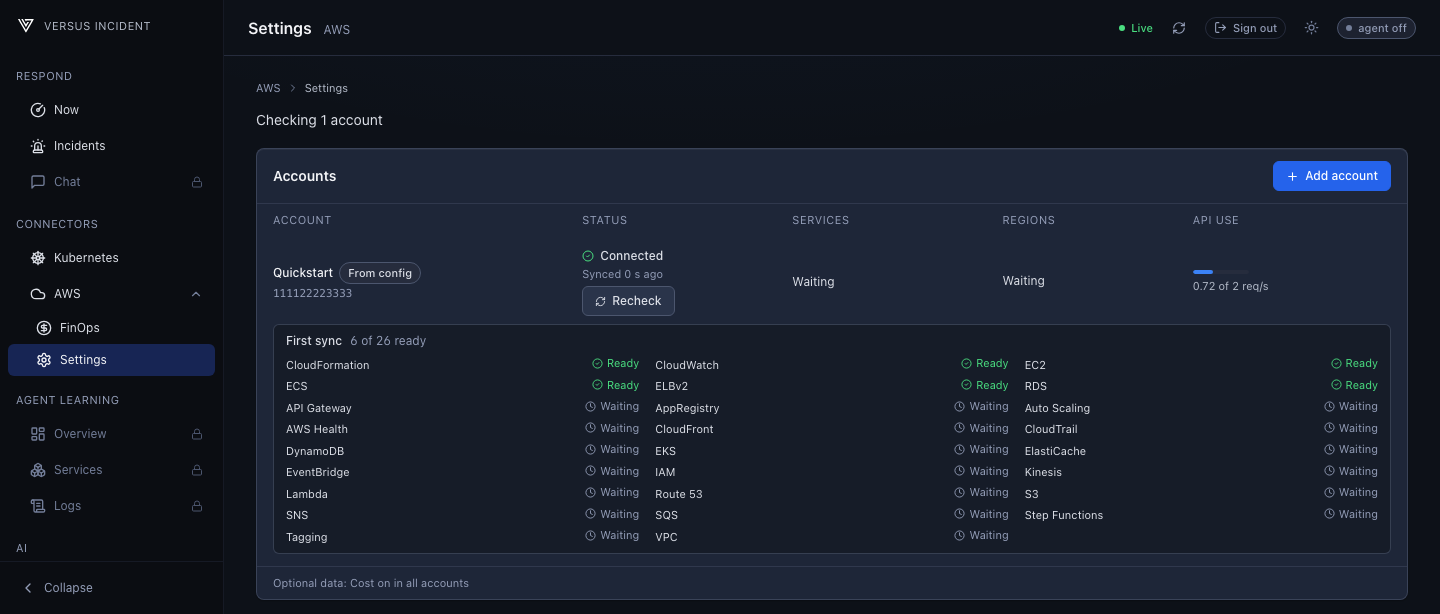 VERSUS INCIDENT
RESPOND
Now
Incidents
Chat
CONNECTORS
Kubernetes
AWS
FinOps
Settings
AGENT LEARNING
Overview
Services
Logs
AI
Collapse
Settings AWS
Live
Sign out
agent off
AWS > Settings
Checking 1 account
Accounts
+ Add account
ACCOUNT STATUS SERVICES REGIONS API USE
Quickstart From config
111122223333
Connected
Synced 0 s ago
Recheck
Waiting
Waiting
0.72 of 2 req/s
First sync 6 of 26 ready
CloudFormation Ready CloudWatch Ready EC2 Ready
ECS Ready ELBv2 Ready RDS Ready
API Gateway Waiting AppRegistry Waiting Auto Scaling Waiting
AWS Health Waiting CloudFront Waiting CloudTrail Waiting
DynamoDB Waiting EKS Waiting ElastiCache Waiting
EventBridge Waiting IAM Waiting Kinesis Waiting
Lambda Waiting Route 53 Waiting S3 Waiting
SNS Waiting SQS Waiting Step Functions Waiting
Tagging Waiting VPC Waiting
Optional data: Cost on in all accounts